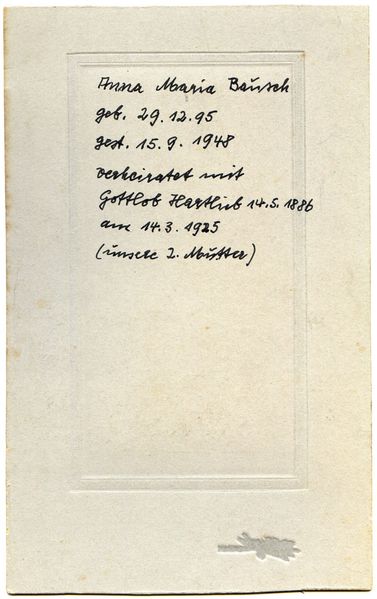 Anna Maria Bausch
geb. 29.12.95
gest. 15.9.1948
verheiratet mit
Gottlob Hartlieb 14.5.1886
am 14.3.1925
(unsere 2. Mutter)